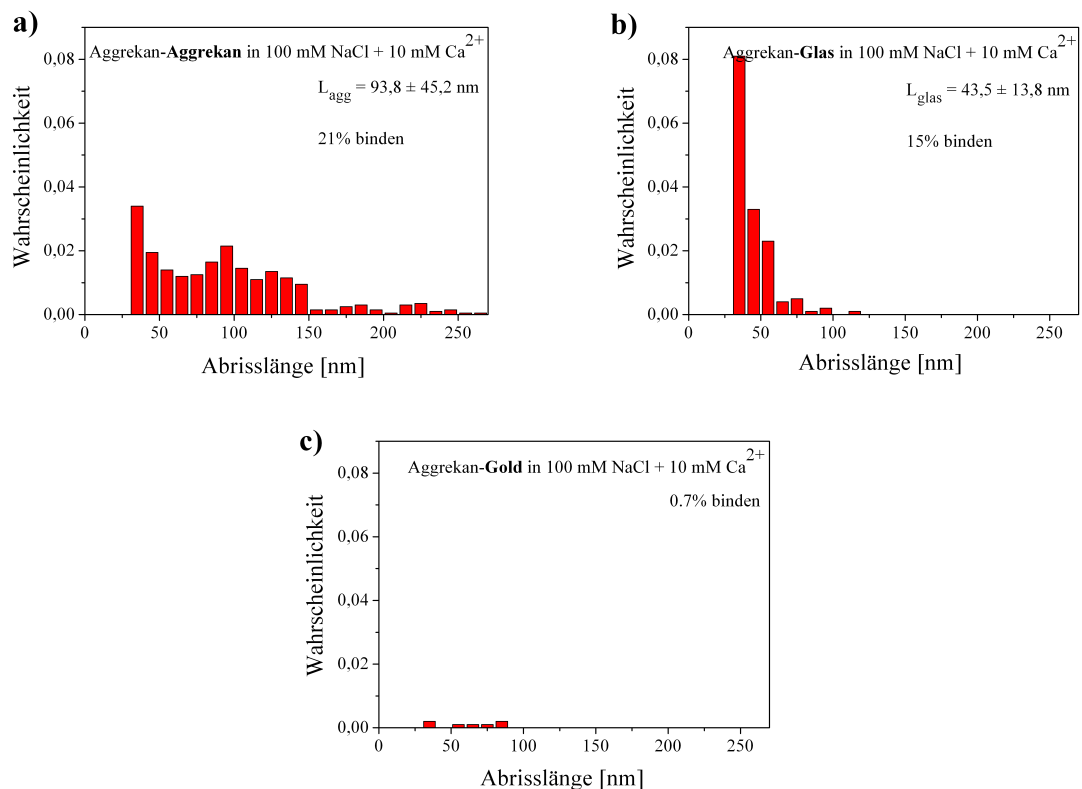 a)
Aggrekan-Aggrekan in 100 mM NaCl + 10 mM Ca2+
Lagg = 93,8 ± 45,2 nm
21% binden
Wahrscheinlichkeit
0,08
0,06
0,04
0,02
0,00
0 50 100 150 200 250
Abrisslänge [nm]
b)
Aggrekan-Glas in 100 mM NaCl + 10 mM Ca2+
Lglas = 43,5 ± 13,8 nm
15% binden
Wahrscheinlichkeit
0,08
0,06
0,04
0,02
0,00
0 50 100 150 200 250
Abrisslänge [nm]
c)
Aggrekan-Gold in 100 mM NaCl + 10 mM Ca2+
0.7% binden
Wahrscheinlichkeit
0,08
0,06
0,04
0,02
0,00
0 50 100 150 200 250
Abrisslänge [nm]